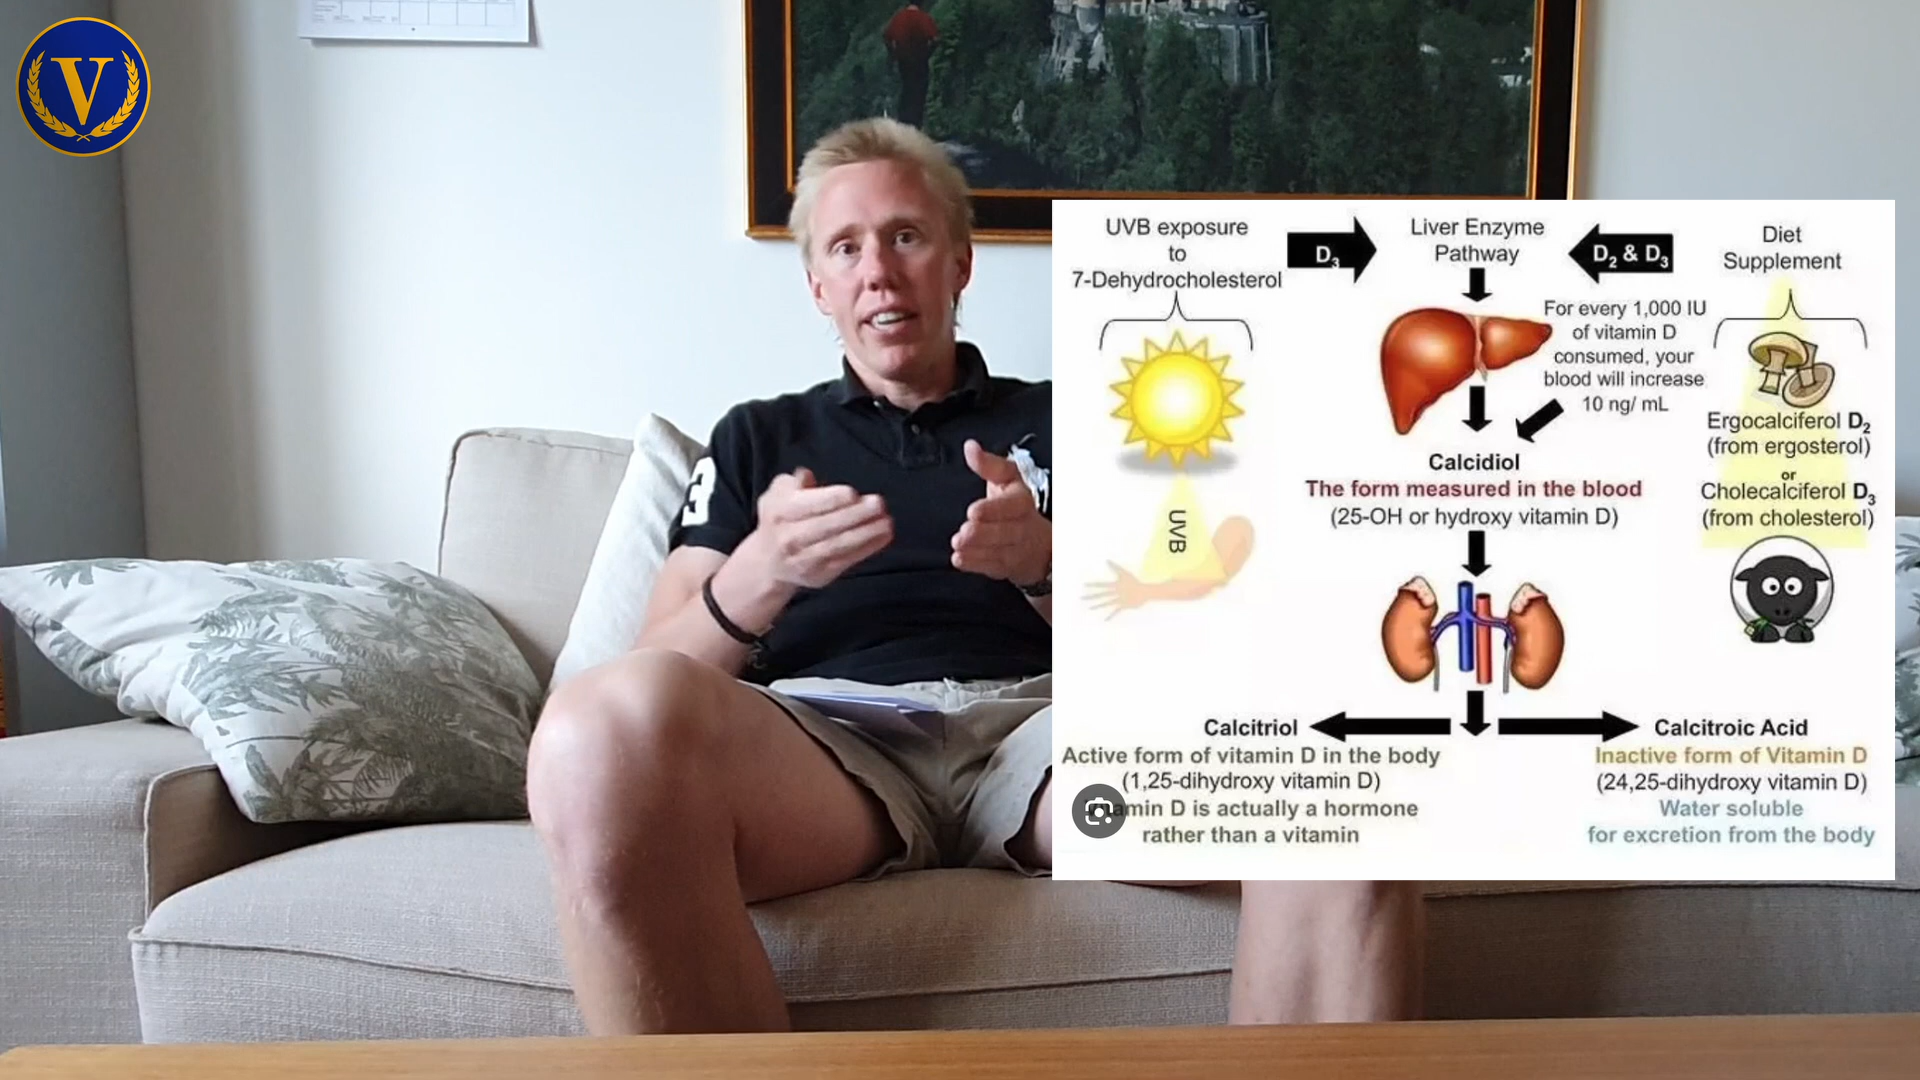 V
3
UVB exposure
to
7-Dehydrocholesterol
D₃
Liver Enzyme
Pathway
D₂ & D₃
Diet
Supplement
For every 1,000 IU
of vitamin D
consumed, your
blood will increase
10 ng/ mL
UVB
Calcidiol
The form measured in the blood
(25-OH or hydroxy vitamin D)
Ergocalciferol D₂
(from ergosterol)
or
Cholecalciferol D₃
(from cholesterol)
Calcitriol
Active form of vitamin D in the body
(1,25-dihydroxy vitamin D)
D is actually a hormone
rather than a vitamin
Calcitroic Acid
Inactive form of Vitamin D
(24,25-dihydroxy vitamin D)
Water soluble
for excretion from the body